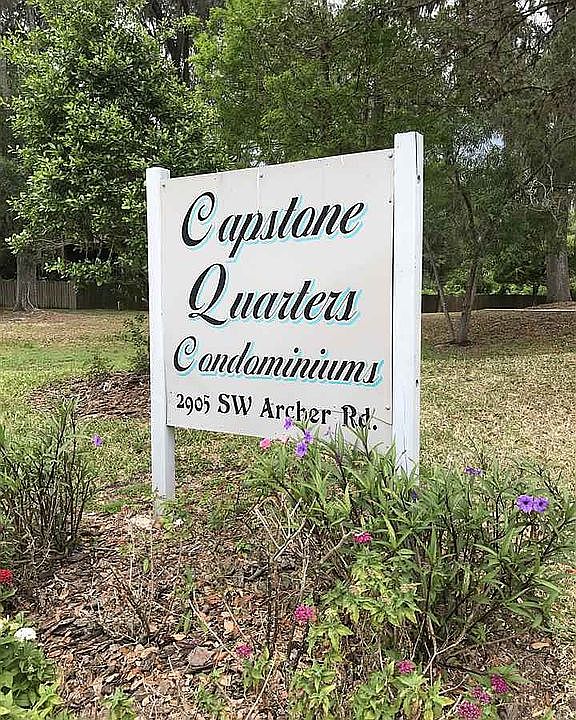 Capstone
Quarters
Condominiums
2905 SW Archer Rd.